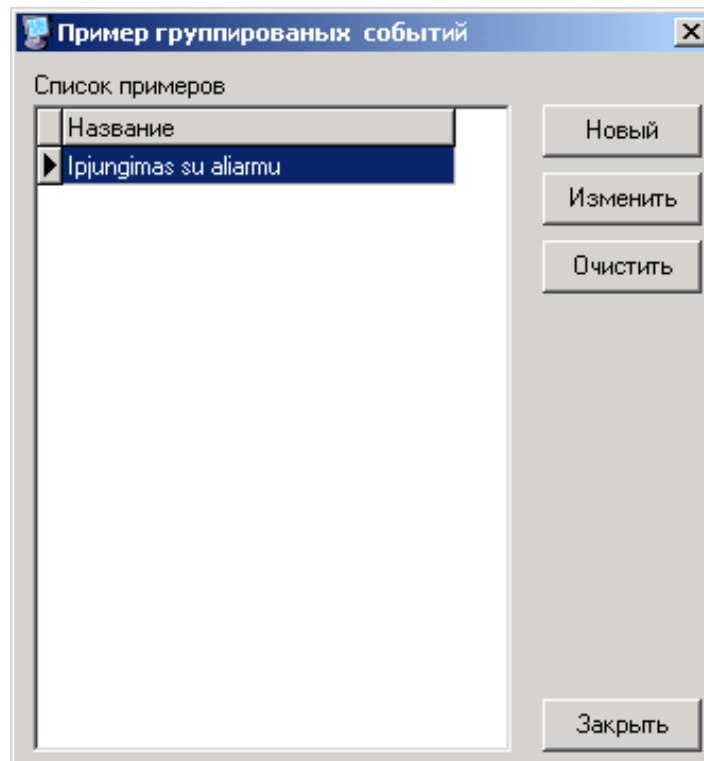 Пример группированых событий
Список примеров
Название
Ipjungimas su aliarmu
Новый
Изменить
Очистить
Закрыть